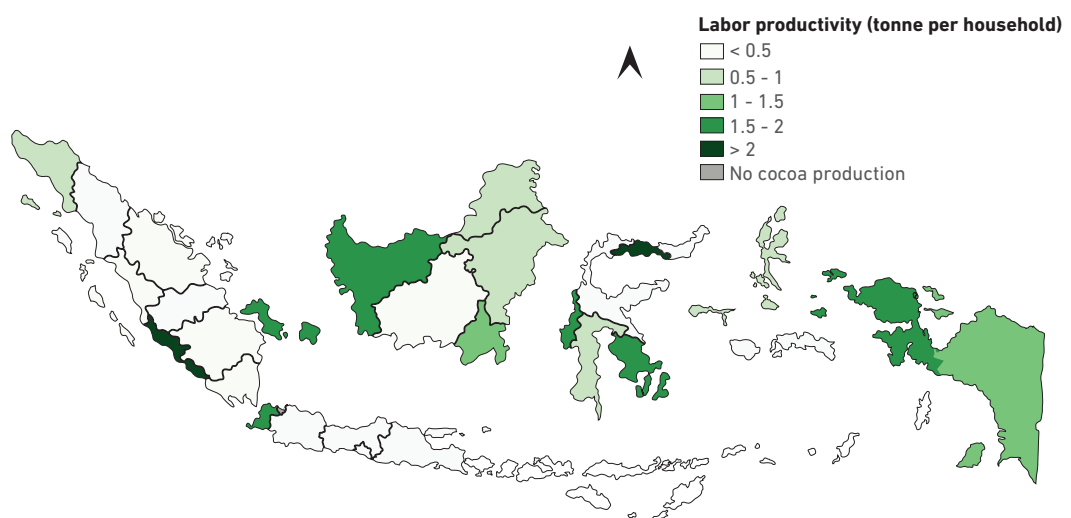 Labor productivity (tonne per household)
< 0.5
0.5 - 1
1 - 1.5
1.5 - 2
> 2
No cocoa production